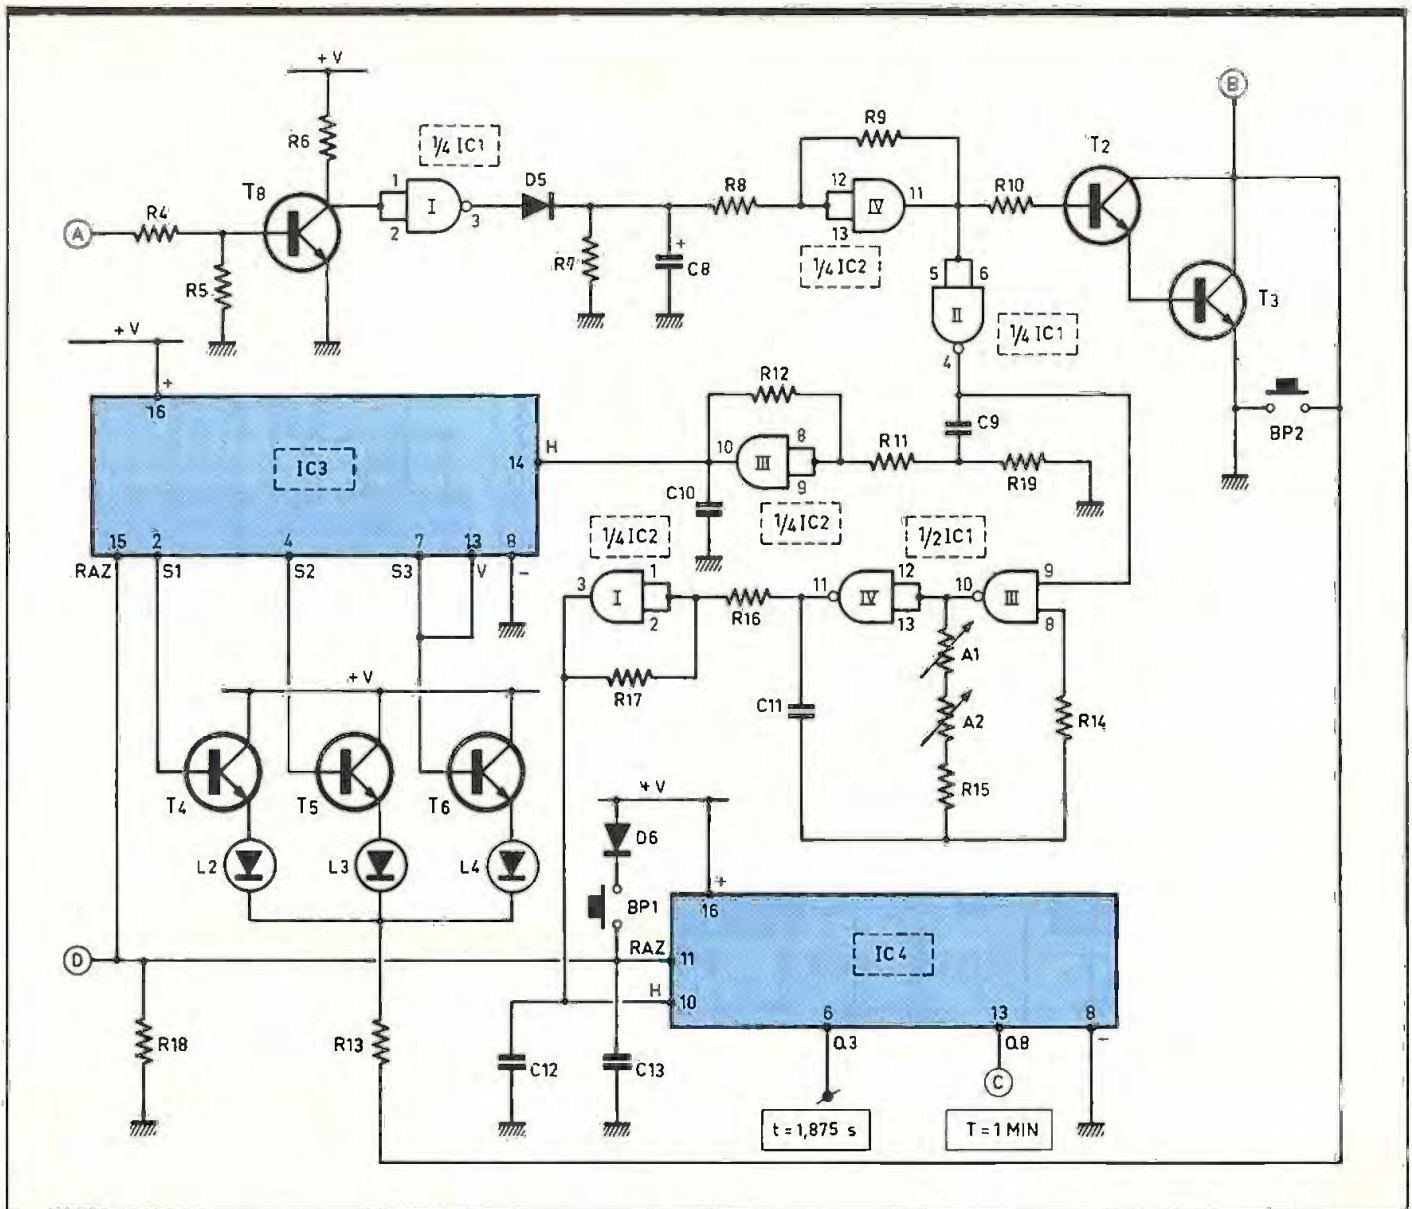 +V
B
R6
1/4 IC1
R9
T2
T8
1
I
2
3
D5
R8
12
IV
11
13
R10
A
R4
R5
R7
+
C8
1/4 IC2
5
6
II
1/4 IC1
4
T3
+V
+
16
IC3
H
14
R12
10
III
8
9
R11
C9
R19
BP2
C10
1/4 IC2
1/4 IC2
1/2 IC1
15
2
4
7
13
8
RAZ
S1
S2
S3
V
-
3
I
1
2
R16
11
IV
12
13
10
III
9
8
A1
R17
C11
A2
R14
+V
T4
T5
T6
R15
+V
D6
L2
L3
L4
BP1
+
16
IC4
D
RAZ
11
H
10
R18
R13
C12
C13
6
13
8
Q3
Q8
-
C
t = 1,875 s
T = 1 MIN